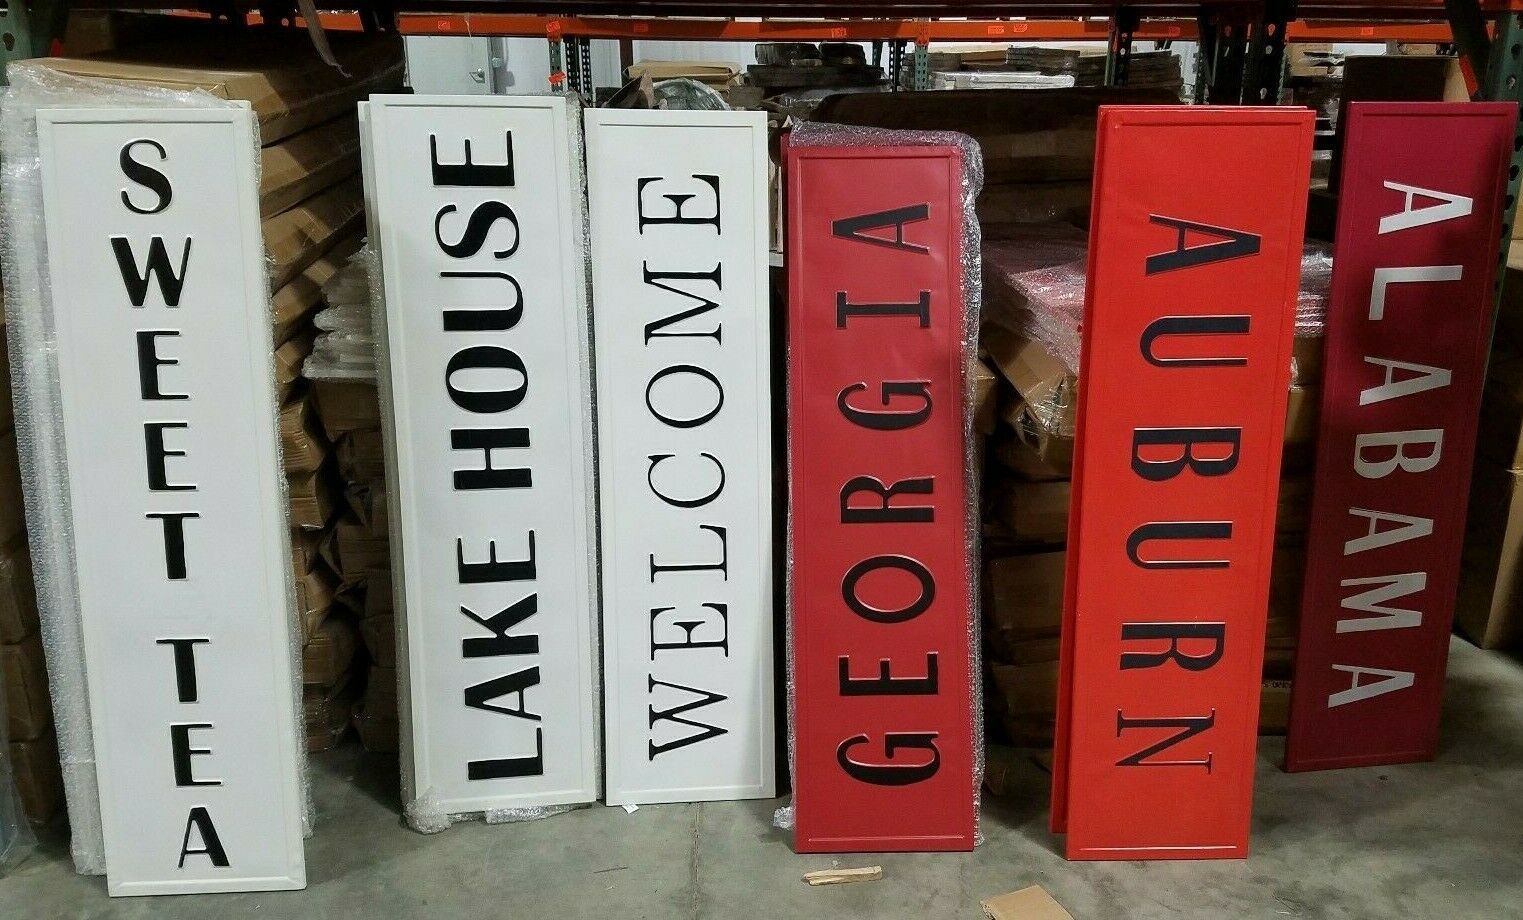 SWEET TEA
LAKE HOUSE
WELCOME
GEORGIA
AUBURN
ALABAMA